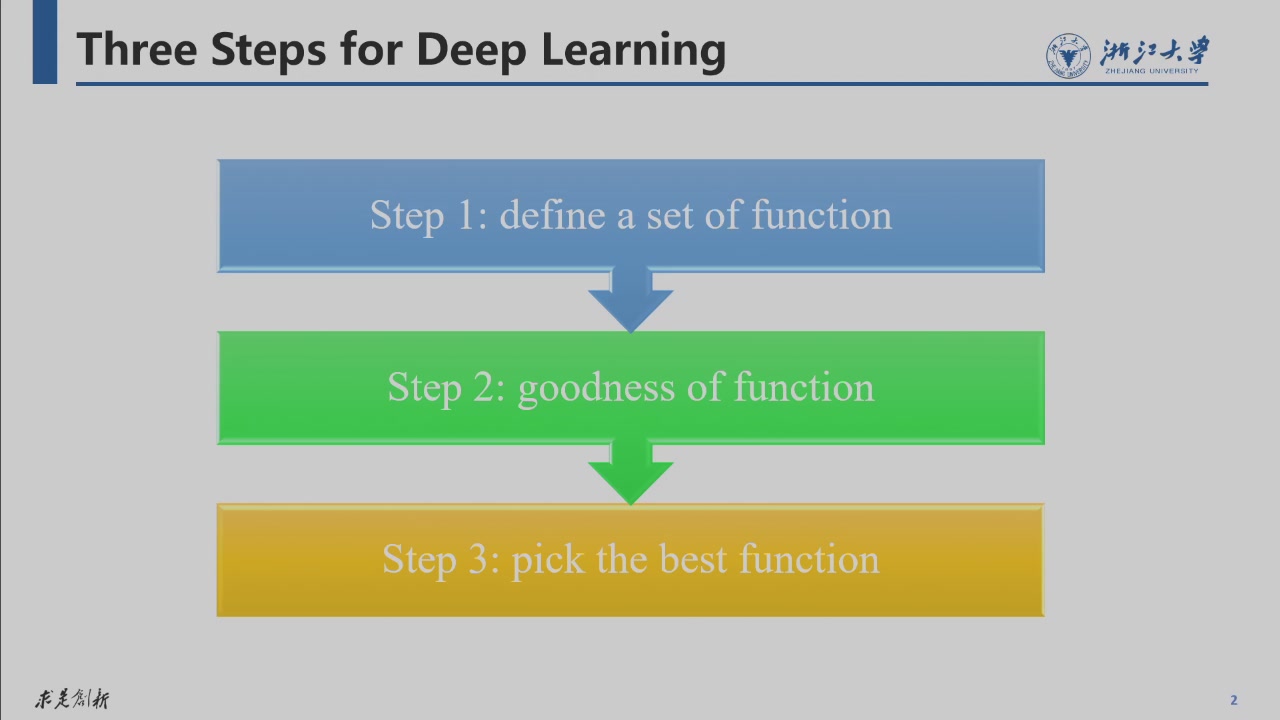 Three Steps for Deep Learning
浙江大学
ZHEJIANG UNIVERSITY
Step 1: define a set of function
Step 2: goodness of function
Step 3: pick the best function
求是創新
2